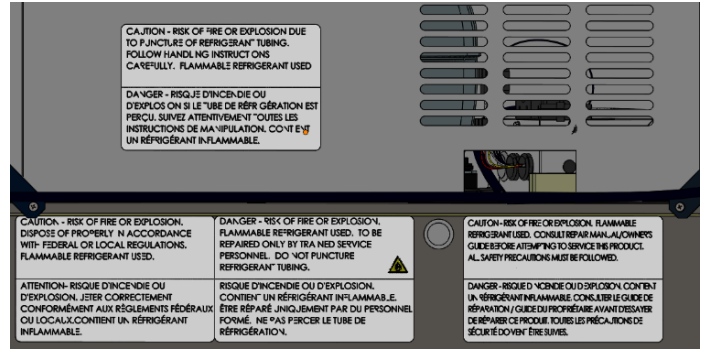 CAUTION - RISK OF FIRE OR EXPLOSION DUE
TO PUNCTURE OF REFRIGERANT TUBING.
FOLLOW HANDLING INSTRUCTIONS
CAREFULLY. FLAMMABLE REFRIGERANT USED
DANGER - RISQUE D'INCENDIE OU
D'EXPLOSION SI LE TUBE DE RÉFRIGÉRATION EST
PERÇU. SUIVEZ ATTENTIVEMENT TOUTES LES
INSTRUCTIONS DE MANIPULATION. CONTIENT
UN RÉFRIGÉRANT INFLAMMABLE.
CAUTION - RISK OF FIRE OR EXPLOSION.
DISPOSE OF PROPERLY IN ACCORDANCE
WITH FEDERAL OR LOCAL REGULATIONS.
FLAMMABLE REFRIGERANT USED.
ATTENTION- RISQUE D'INCENDIE OU
D'EXPLOSION. JETER CORRECTEMENT
CONFORMÉMENT AUX RÈGLEMENTS FÉDÉRAUX
OU LOCAUX.CONTIENT UN RÉFRIGÉRANT
INFLAMMABLE.
DANGER - RISK OF FIRE OR EXPLOSION.
FLAMMABLE REFRIGERANT USED. TO BE
REPAIRED ONLY BY TRAINED SERVICE
PERSONNEL. DO NOT PUNCTURE
REFRIGERANT TUBING.
RISQUE D'INCENDIE OU D'EXPLOSION.
CONTIENT UN RÉFRIGÉRANT INFLAMMABLE.
ÊTRE RÉPARÉ UNIQUEMENT PAR DU PERSONNEL
FORMÉ. NE PAS PERCER LE TUBE DE
RÉFRIGÉRATION.
CAUTION - RISK OF FIRE OR EXPLOSION. FLAMMABLE
REFRIGERANT USED. CONSULT REPAIR MANUAL/OWNER'S
GUIDE BEFORE ATTEMPTING TO SERVICE THIS PRODUCT.
ALL SAFETY PRECAUTIONS MUST BE FOLLOWED.
DANGER - RISQUE D'INCENDIE OU D'EXPLOSION. CONTIENT
UN RÉFRIGÉRANT INFLAMMABLE. CONSULTER LE GUIDE DE
RÉPARATION / GUIDE DU PROPRIÉTAIRE AVANT D'ESSAYER
DE RÉPARER CE PRODUIT. TOUTES LES PRÉCAUTIONS DE
SÉCURITÉ DOIVENT ÊTRE SUIVIES.